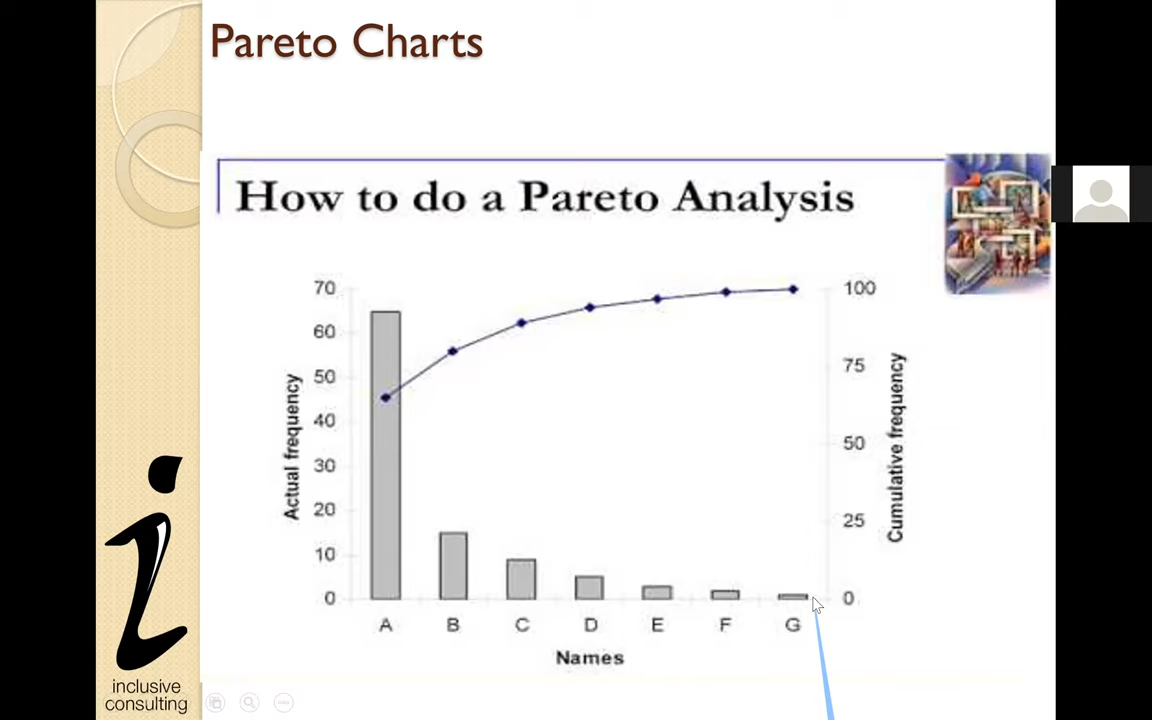 Pareto Charts
How to do a Pareto Analysis
70
60
50
40
30
20
10
0
Actual frequency
100
75
50
25
0
Cumulative frequency
A B C D E F G
Names
i
inclusive
consulting